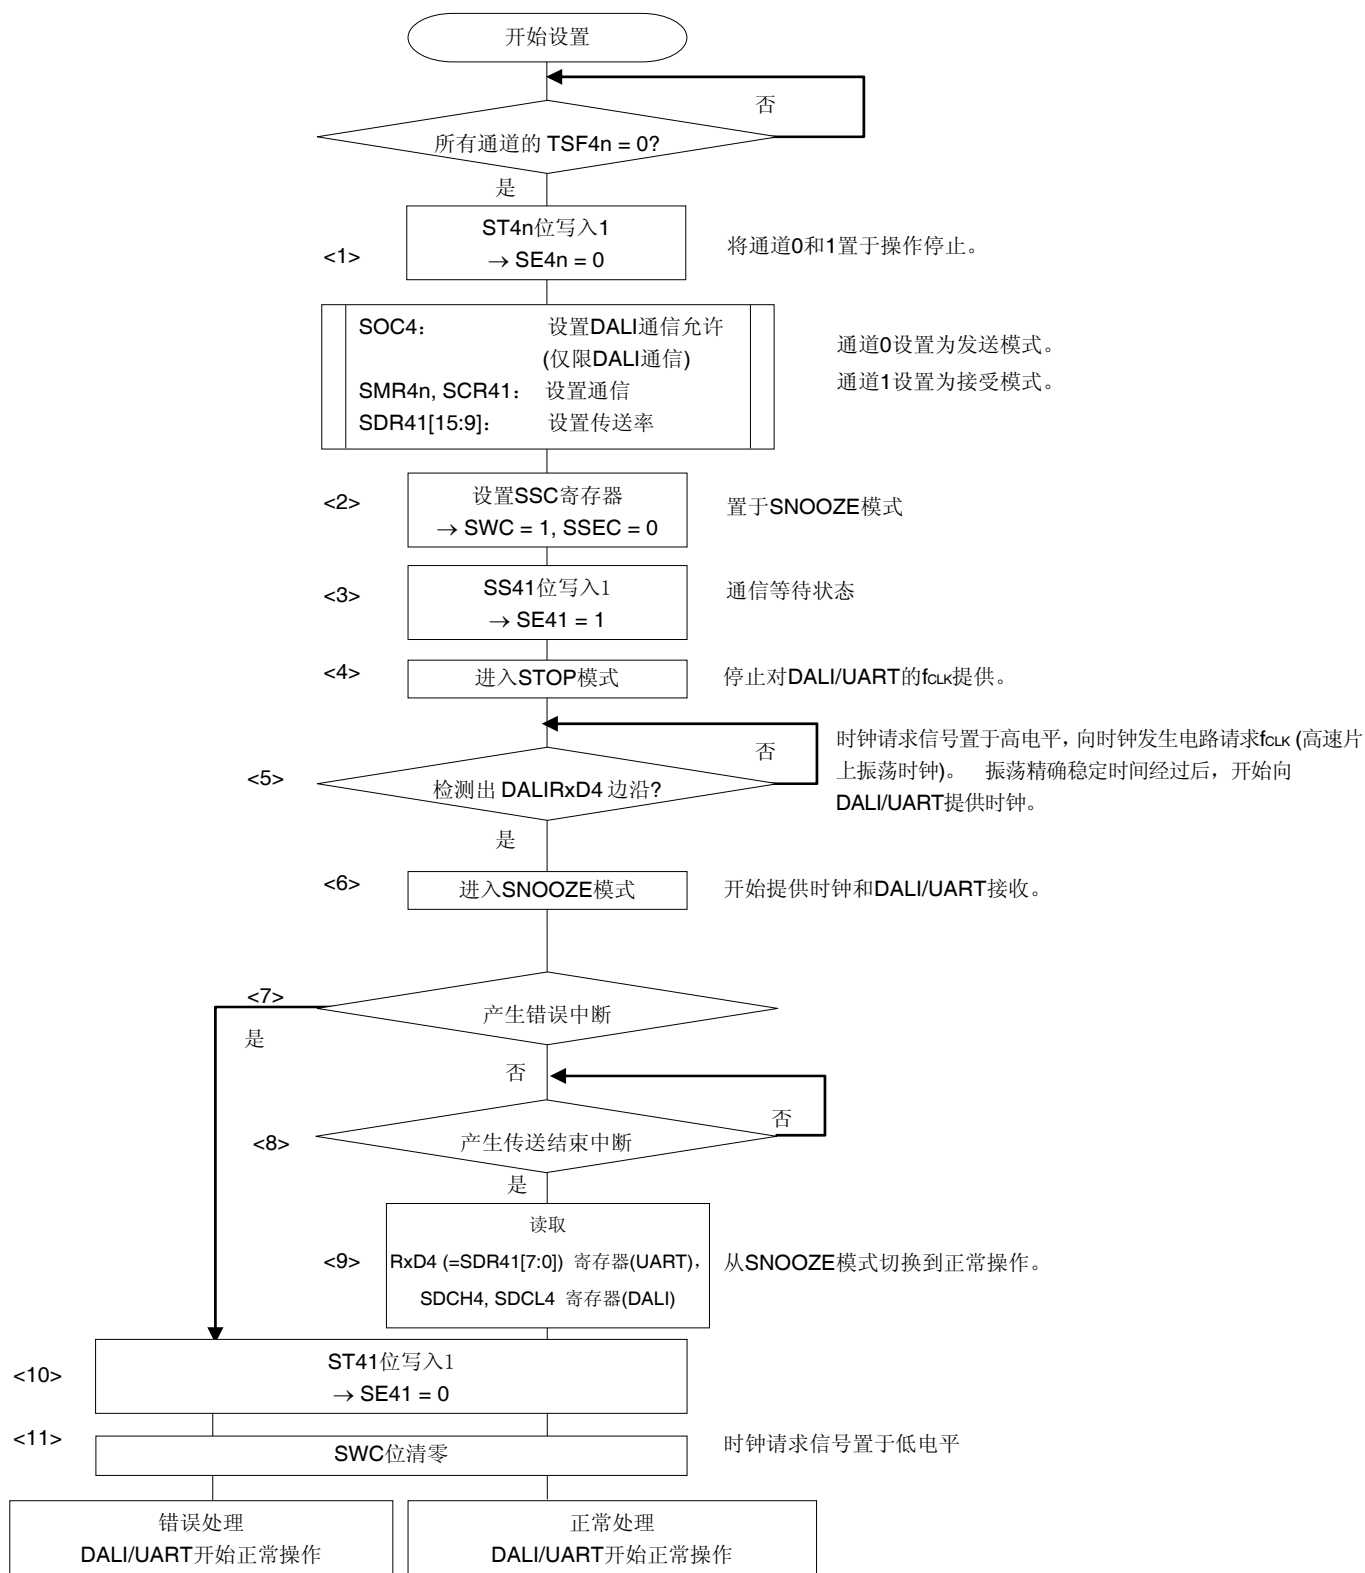 开始设置
否
所有通道的 TSF4n = 0?
是
<1>
ST4n位写入1
→ SE4n = 0
将通道0和1置于操作停止。
SOC4： 设置DALI通信允许
(仅限DALI通信)
SMR4n, SCR41： 设置通信
SDR41[15:9]： 设置传送率
通道0设置为发送模式。
通道1设置为接受模式。
<2>
设置SSC寄存器
→ SWC = 1, SSEC = 0
置于SNOOZE模式
<3>
SS41位写入1
→ SE41 = 1
通信等待状态
<4>
进入STOP模式
停止对DALI/UART的fCLK提供。
否
<5>
检测出 DALIRxD4 边沿?
时钟请求信号置于高电平，向时钟发生电路请求fCLK (高速片
上振荡时钟)。 振荡精确稳定时间经过后，开始向
DALI/UART提供时钟。
是
<6>
进入SNOOZE模式
开始提供时钟和DALI/UART接收。
<7>
产生错误中断
是
否
否
<8>
产生传送结束中断
是
<9>
读取
RxD4 (=SDR41[7:0]) 寄存器(UART)，
SDCH4, SDCL4 寄存器(DALI)
从SNOOZE模式切换到正常操作。
<10>
ST41位写入1
→ SE41 = 0
<11>
SWC位清零
时钟请求信号置于低电平
错误处理
DALI/UART开始正常操作
正常处理
DALI/UART开始正常操作